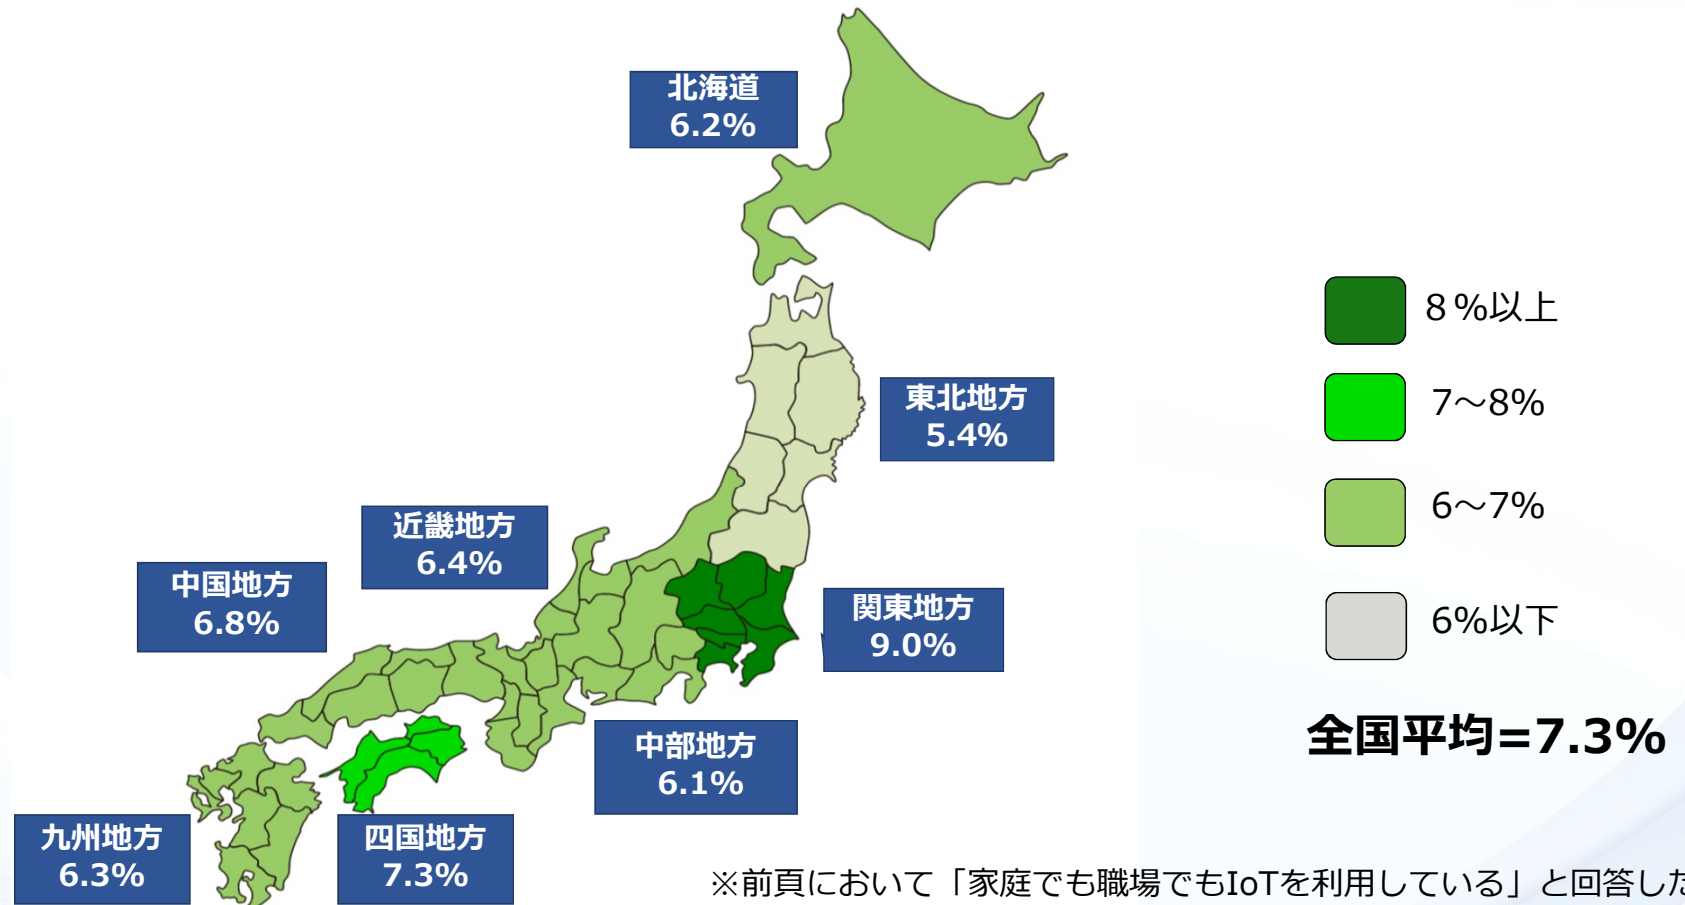 北海道
6.2%
東北地方
5.4%
近畿地方
6.4%
中国地方
6.8%
関東地方
9.0%
中部地方
6.1%
九州地方
6.3%
四国地方
7.3%
８%以上
7～8%
6～7%
6%以下
全国平均=7.3%
※前頁において「家庭でも職場でもIoTを利用している」と回答した